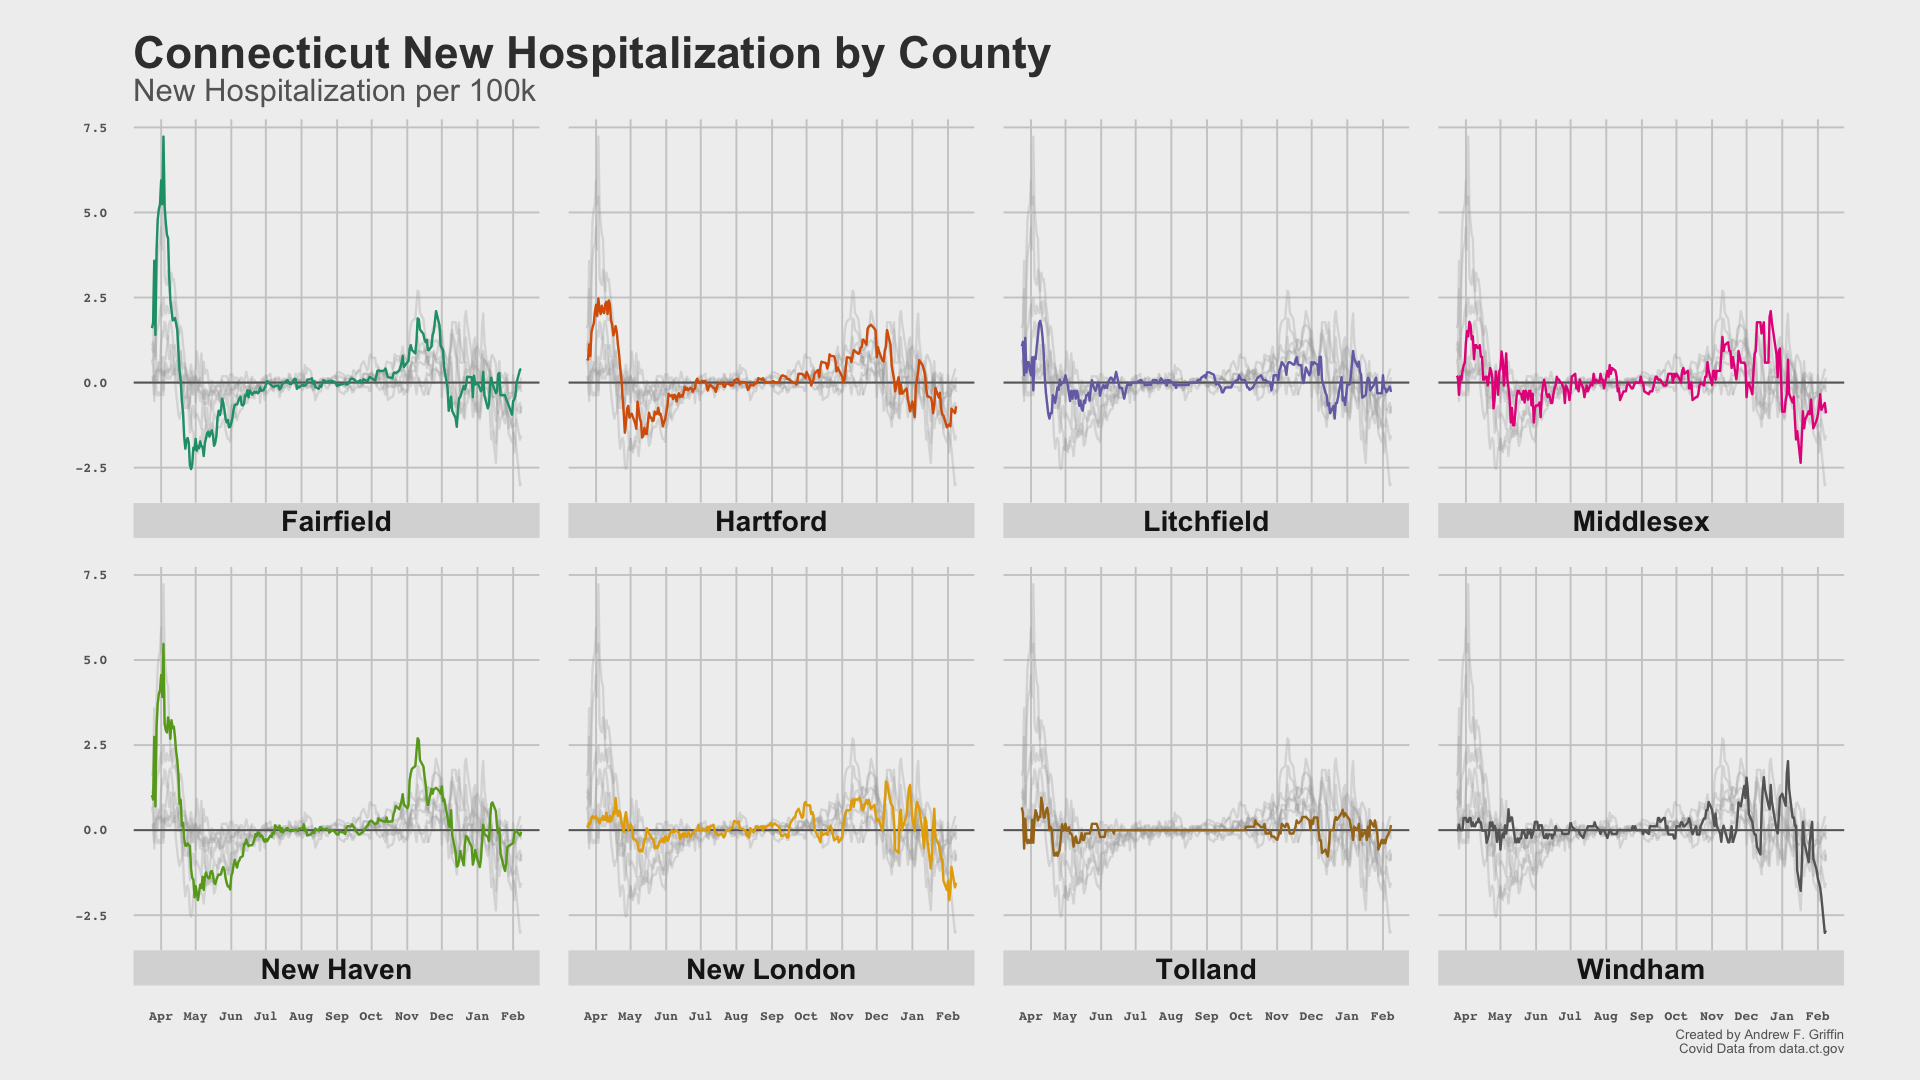 Connecticut New Hospitalization by County
New Hospitalization per 100k
7.5
5.0
2.5
0.0
−2.5
Fairfield Hartford Litchfield Middlesex
7.5
5.0
2.5
0.0
−2.5
New Haven New London Tolland Windham
Apr May Jun Jul Aug Sep Oct Nov Dec Jan Feb Apr May Jun Jul Aug Sep Oct Nov Dec Jan Feb Apr May Jun Jul Aug Sep Oct Nov Dec Jan Feb Apr May Jun Jul Aug Sep Oct Nov Dec Jan Feb
Created by Andrew F. Griffin
Covid Data from data.ct.gov